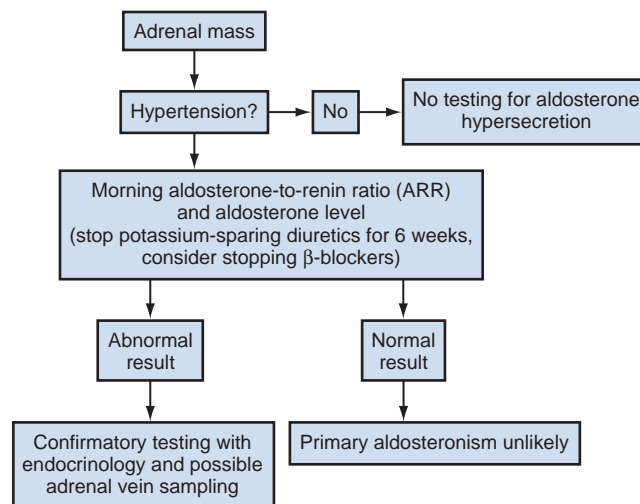 Adrenal mass
Hypertension?
No
No testing for aldosterone
hypersecretion
Morning aldosterone-to-renin ratio (ARR)
and aldosterone level
(stop potassium-sparing diuretics for 6 weeks,
consider stopping β-blockers)
Abnormal
result
Normal
result
Confirmatory testing with
endocrinology and possible
adrenal vein sampling
Primary aldosteronism unlikely